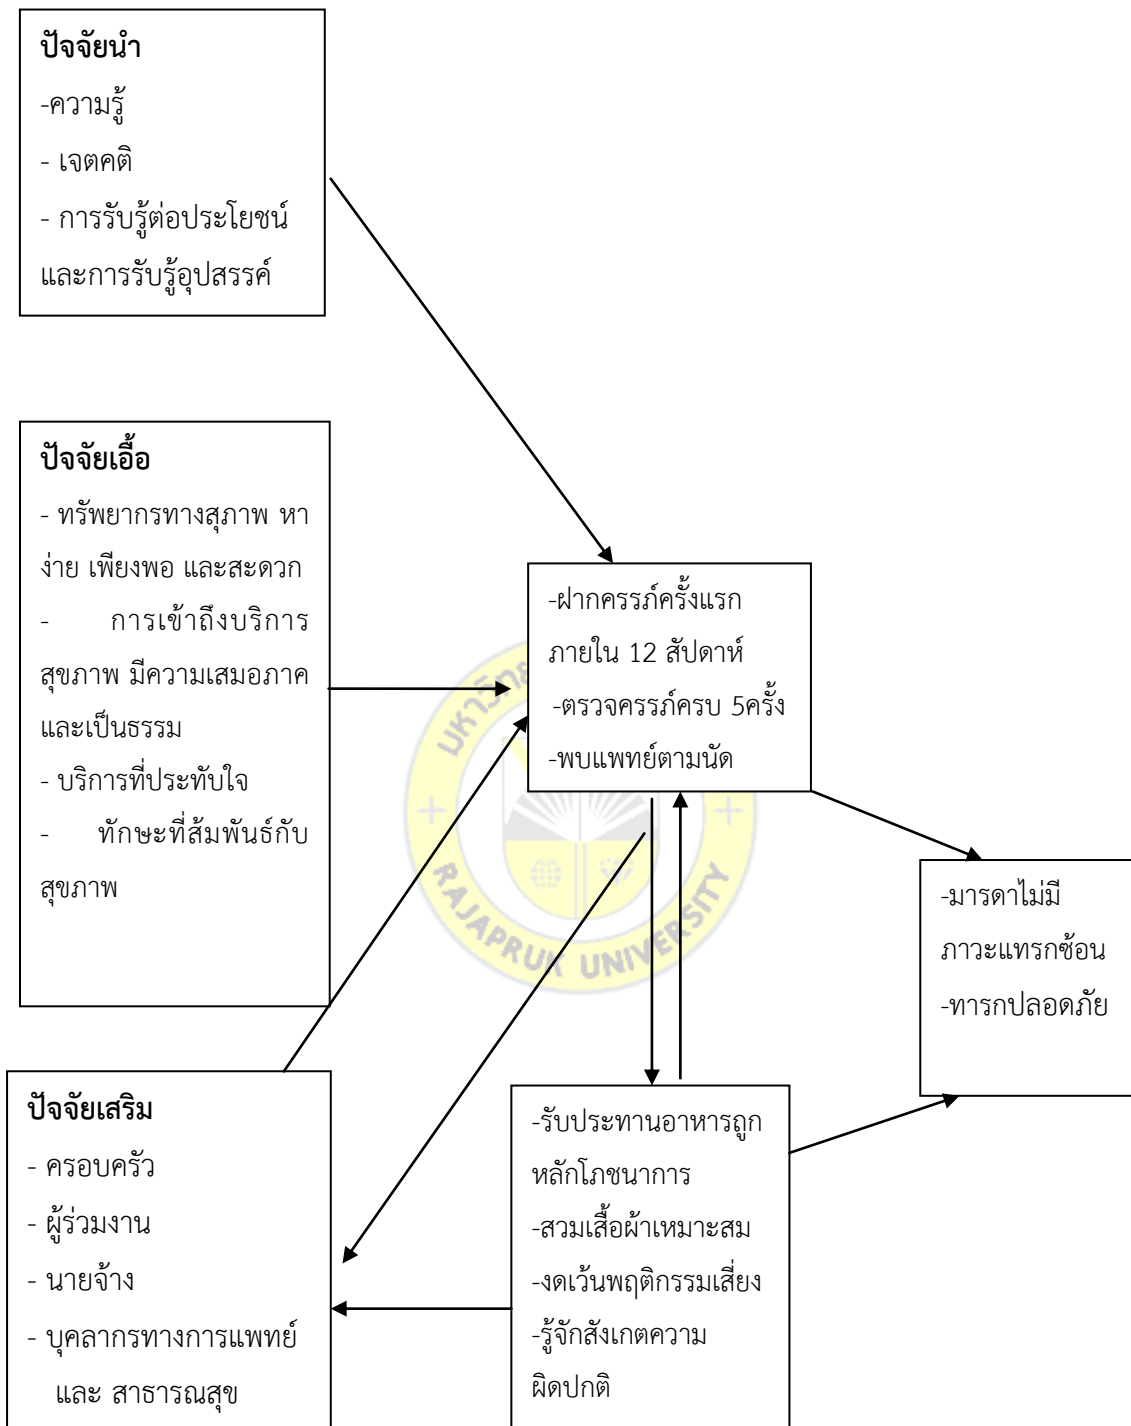 ปัจจัยนำ
-ความรู้
- เจตคติ
- การรับรู้ต่อประโยชน์
และการรับรู้อุปสรรค์
ปัจจัยเอื้อ
- ทรัพยากรทางสุภาพ หา
ง่าย เพียงพอ และสะดวก
- การเข้าถึงบริการ
สุขภาพ มีความเสมอภาค
และเป็นธรรม
- บริการที่ประทับใจ
- ทักษะที่สัมพันธ์กับ
สุขภาพ
-ฝากครรภ์ครั้งแรก
ภายใน 12 สัปดาห์
-ตรวจครรภ์ครบ 5ครั้ง
-พบแพทย์ตามนัด
RAJAPRUK UNIVERSITY
-มารดาไม่มี
ภาวะแทรกซ้อน
-ทารกปลอดภัย
ปัจจัยเสริม
- ครอบครัว
- ผู้ร่วมงาน
- นายจ้าง
- บุคลากรทางการแพทย์
และ สาธารณสุข
-รับประทานอาหารถูก
หลักโภชนาการ
-สวมเสื้อผ้าเหมาะสม
-งดเว้นพฤติกรรมเสี่ยง
-รู้จักสังเกตความ
ผิดปกติ